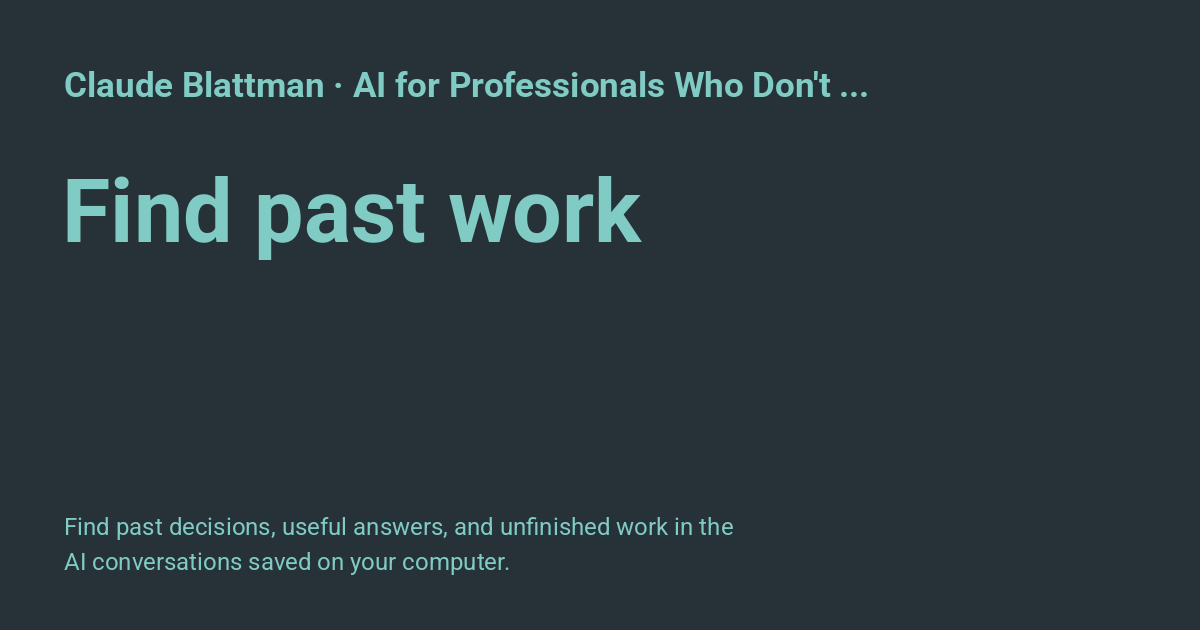 Claude Blattman · AI for Professionals Who Don't ...
Find past work
Find past decisions, useful answers, and unfinished work in the
AI conversations saved on your computer.